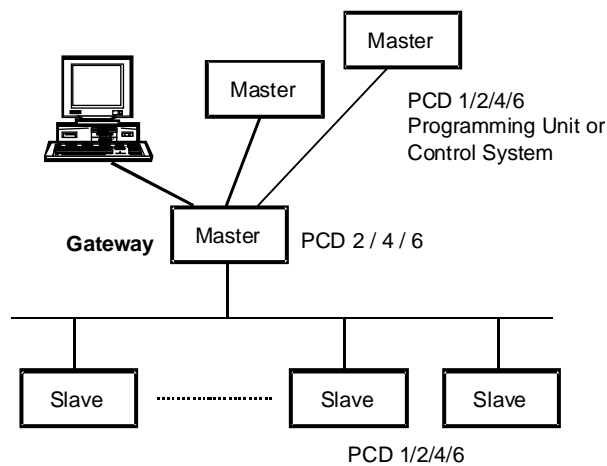 Master
Master
PCD 1/2/4/6
Programming Unit or
Control System
Gateway
Master
PCD 2 / 4 / 6
Slave
Slave
Slave
PCD 1/2/4/6